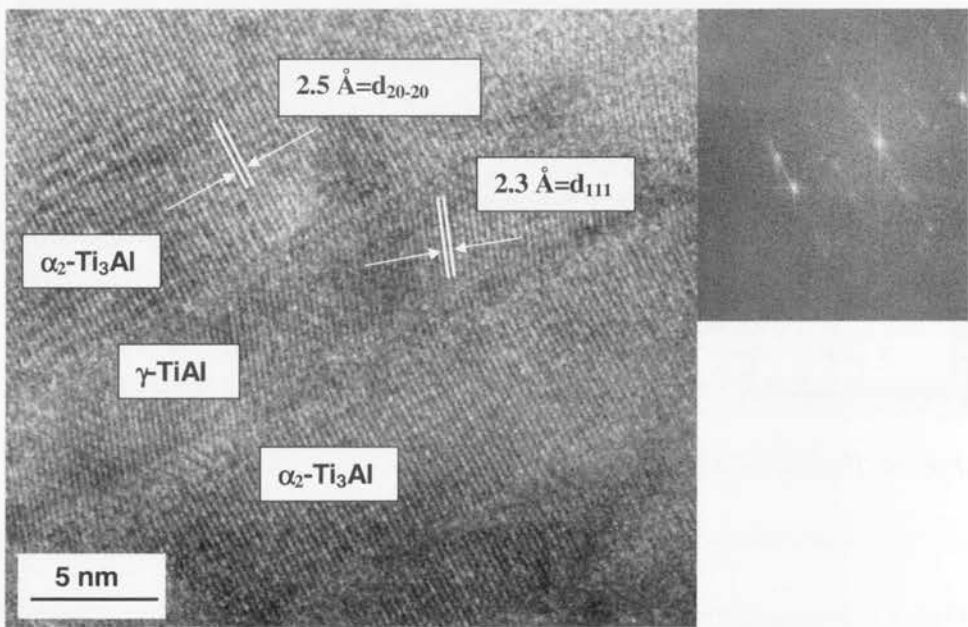 2.5 Å=d₂₀₋₂₀
2.3 Å=d₁₁₁
α₂-Ti₃Al
γ-TiAl
α₂-Ti₃Al
5 nm